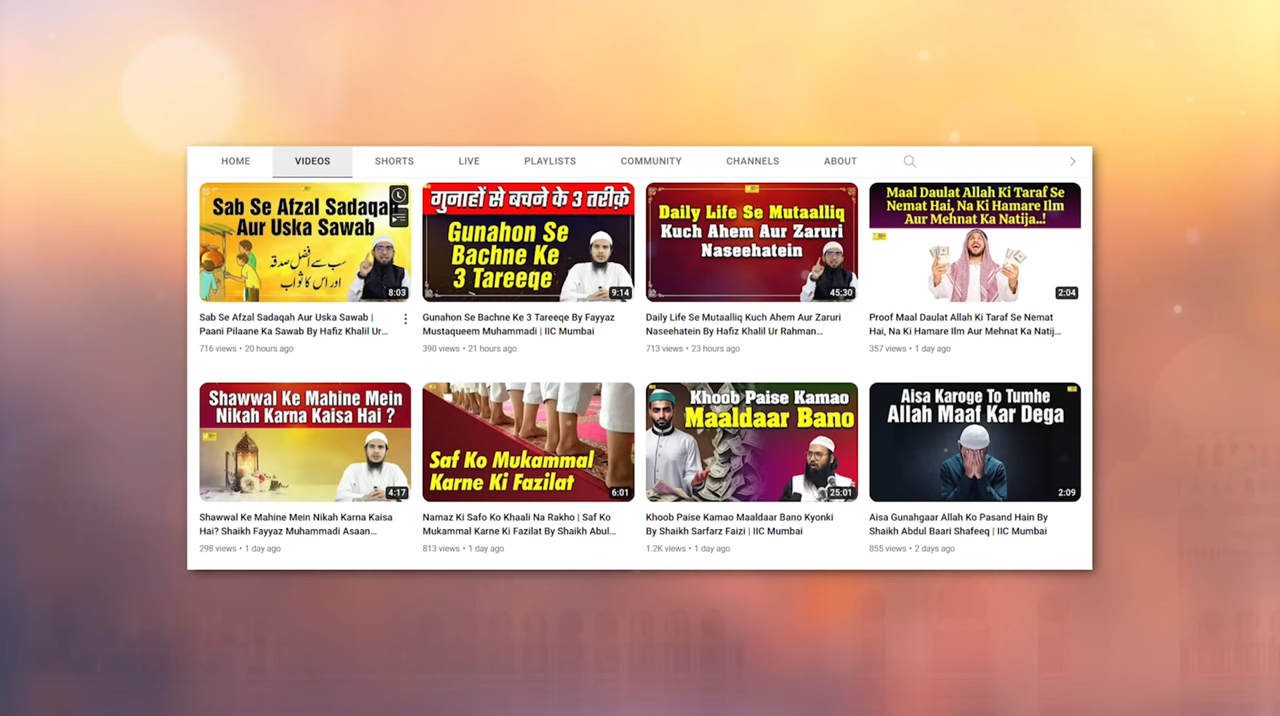 HOME VIDEOS SHORTS LIVE PLAYLISTS COMMUNITY CHANNELS ABOUT
Sab Se Afzal Sadaqah
Aur Uska Sawab
سب سے افضل صدقہ
اور اس کا ثواب
8:03
Sab Se Afzal Sadaqah Aur Uska Sawab |
Paani Pilaane Ka Sawab By Hafiz Khalil Ur...
716 views • 20 hours ago
गुनाहों से बचने के 3 तरीक़े
Gunahon Se
Bachne Ke
3 Tareeqe
9:14
Gunahon Se Bachne Ke 3 Tareeqe By Fayyaz
Mustaqueem Muhammadi | IIC Mumbai
390 views • 21 hours ago
Daily Life Se Mutaalliq
Kuch Ahem Aur Zaruri
Naseehatein
45:30
Daily Life Se Mutaalliq Kuch Ahem Aur Zaruri
Naseehatein By Hafiz Khalil Ur Rahman...
713 views • 23 hours ago
Maal Daulat Allah Ki Taraf Se
Nemat Hai, Na Ki Hamare Ilm
Aur Mehnat Ka Natija..!
2:04
Proof Maal Daulat Allah Ki Taraf Se Nemat
Hai, Na Ki Hamare Ilm Aur Mehnat Ka Natij...
357 views • 1 day ago
Shawwal Ke Mahine Mein
Nikah Karna Kaisa Hai ?
4:17
Shawwal Ke Mahine Mein Nikah Karna Kaisa
Hai? Shaikh Fayyaz Muhammadi Asaan...
298 views • 1 day ago
Saf Ko Mukammal
Karne Ki Fazilat
6:01
Namaz Ki Safo Ko Khaali Na Rakho | Saf Ko
Mukammal Karne Ki Fazilat By Shaikh Abul...
813 views • 1 day ago
Khoob Paise Kamao
Maaldaar Bano
25:01
Khoob Paise Kamao Maaldaar Bano Kyonki
By Shaikh Sarfarz Faizi | IIC Mumbai
1.2K views • 1 day ago
Aisa Karoge To Tumhe
Allah Maaf Kar Dega
2:09
Aisa Gunahgaar Allah Ko Pasand Hain By
Shaikh Abdul Baari Shafeeq | IIC Mumbai
855 views • 2 days ago